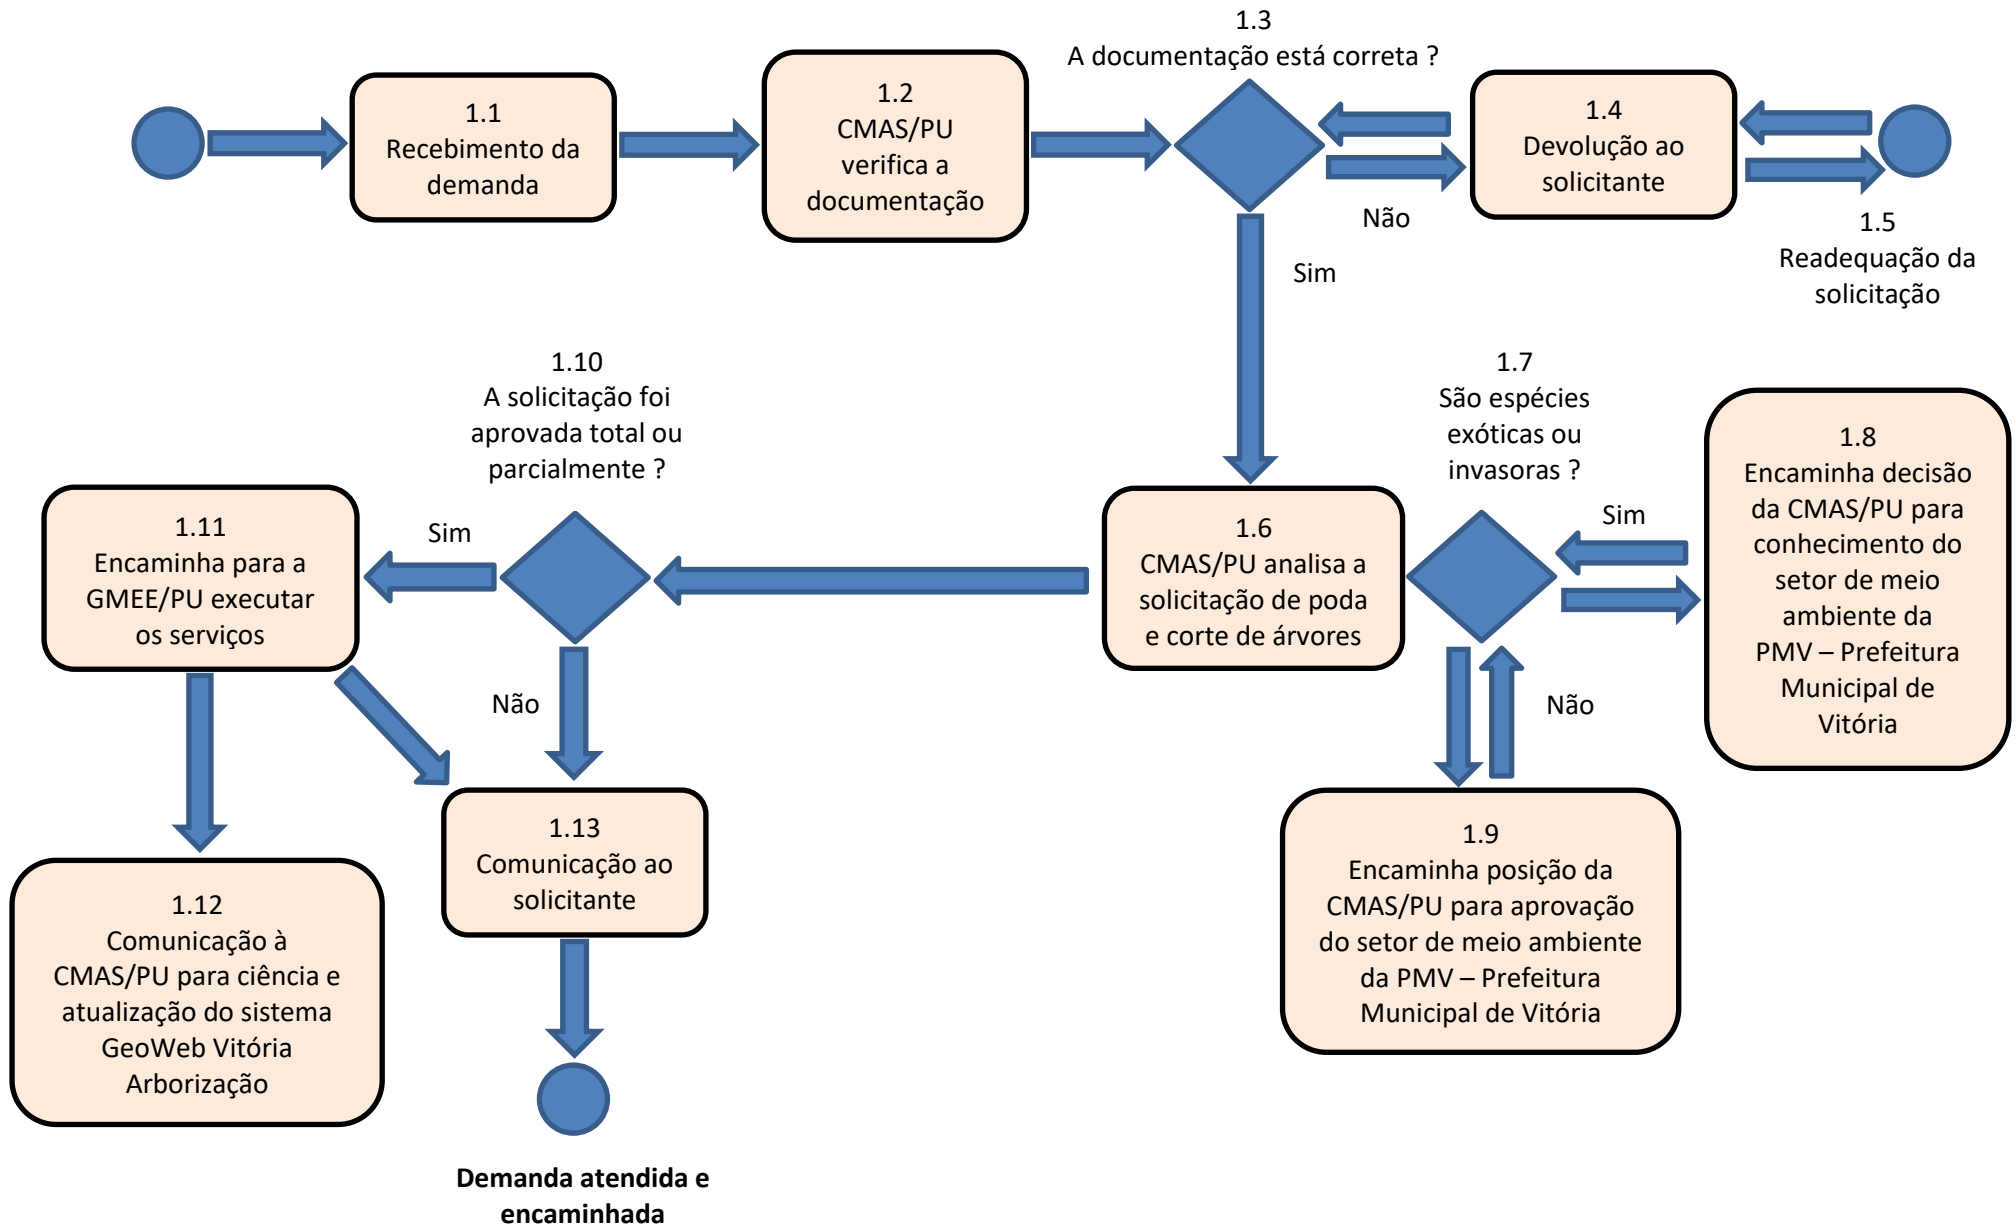 1.1
Recebimento da
demanda
1.2
CMAS/PU
verifica a
documentação
1.3
A documentação está correta ?
1.4
Devolução ao
solicitante
Não
Sim
1.5
Readequação da
solicitação
1.6
CMAS/PU analisa a
solicitação de poda
e corte de árvores
1.7
São espécies
exóticas ou
invasoras ?
Sim
1.8
Encaminha decisão
da CMAS/PU para
conhecimento do
setor de meio
ambiente da
PMV – Prefeitura
Municipal de
Vitória
Não
1.9
Encaminha posição da
CMAS/PU para aprovação
do setor de meio ambiente
da PMV – Prefeitura
Municipal de Vitória
1.10
A solicitação foi
aprovada total ou
parcialmente ?
Sim
1.11
Encaminha para a
GMEE/PU executar
os serviços
Não
1.12
Comunicação à
CMAS/PU para ciência e
atualização do sistema
GeoWeb Vitória
Arborização
1.13
Comunicação ao
solicitante
Demanda atendida e
encaminhada